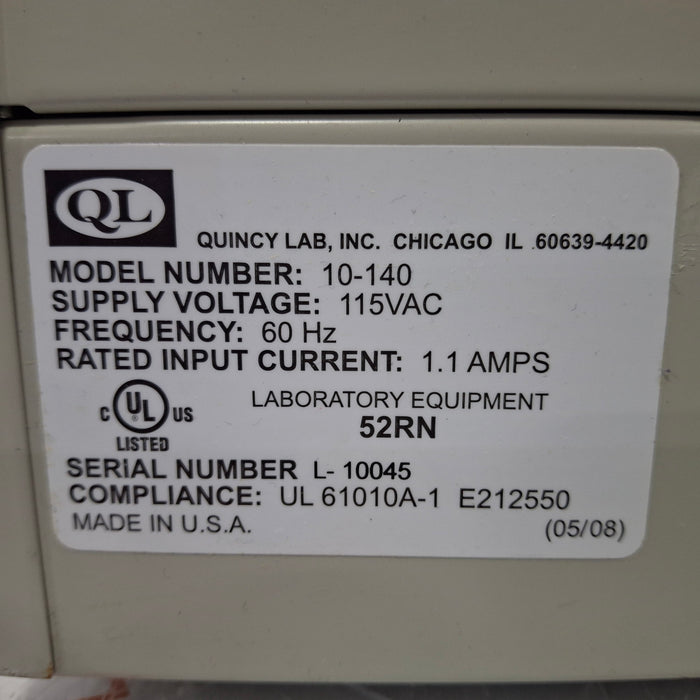 QL
QUINCY LAB, INC. CHICAGO IL 60639-4420
MODEL NUMBER: 10-140
SUPPLY VOLTAGE: 115VAC
FREQUENCY: 60 Hz
RATED INPUT CURRENT: 1.1 AMPS
C UL US
LISTED
LABORATORY EQUIPMENT
52RN
SERIAL NUMBER L- 10045
COMPLIANCE: UL 61010A-1 E212550
MADE IN U.S.A. (05/08)